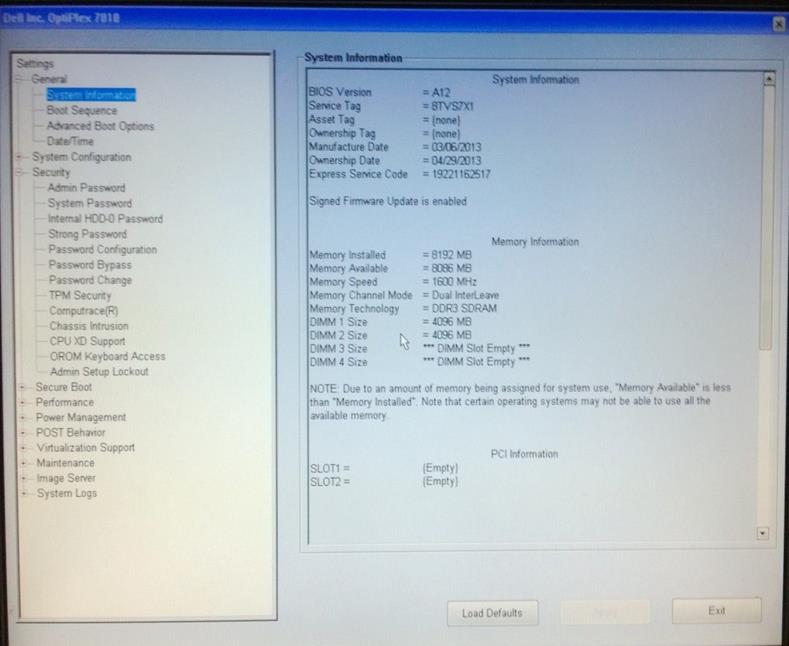 Dell Inc. OptiPlex 7010
Settings
General
System Information
Boot Sequence
Advanced Boot Options
Date/Time
System Configuration
Security
Admin Password
System Password
Internal HDD-0 Password
Strong Password
Password Configuration
Password Bypass
Password Change
TPM Security
Computrace(R)
Chassis Intrusion
CPU XD Support
OROM Keyboard Access
Admin Setup Lockout
Secure Boot
Performance
Power Management
POST Behavior
Virtualization Support
Maintenance
Image Server
System Logs
System Information
System Information
BIOS Version = A12
Service Tag = 8TVS7X1
Asset Tag = (none)
Ownership Tag = (none)
Manufacture Date = 03/06/2013
Ownership Date = 04/29/2013
Express Service Code = 19221162517
Signed Firmware Update is enabled
Memory Information
Memory Installed = 8192 MB
Memory Available = 8086 MB
Memory Speed = 1600 MHz
Memory Channel Mode = Dual InterLeave
Memory Technology = DDR3 SDRAM
DIMM 1 Size = 4096 MB
DIMM 2 Size = 4096 MB
DIMM 3 Size *** DIMM Slot Empty ***
DIMM 4 Size *** DIMM Slot Empty ***
NOTE: Due to an amount of memory being assigned for system use, "Memory Available" is less
than "Memory Installed". Note that certain operating systems may not be able to use all the
available memory.
PCI Information
SLOT1 = (Empty)
SLOT2 = (Empty)
Load Defaults Apply Exit